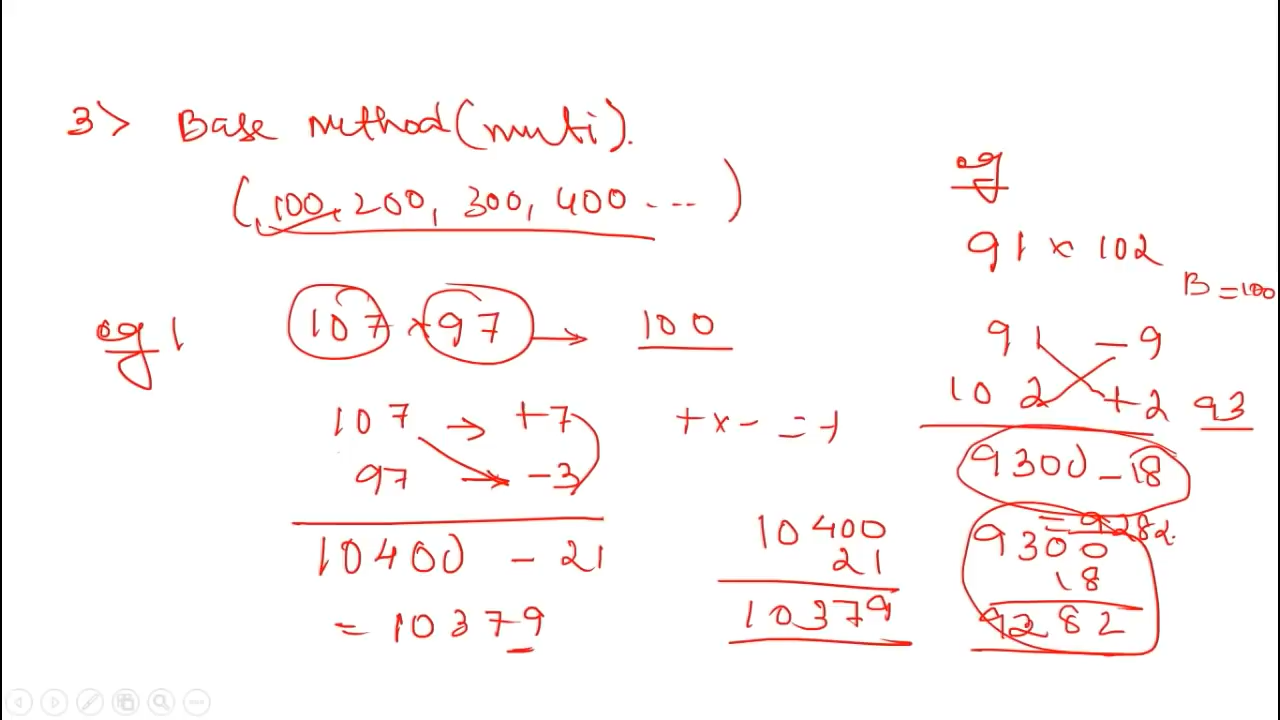 3> Base Method (multi).
(100, 200, 300, 400 ....)
eg 1
107 × 97 → 100
107 → +7
97 → -3
+ × - = -
10400 - 21
= 10379
10400
21
10379
eg
91 × 102
B = 100
91 - 9
102 + 2 93
9300 - 18
= 9282.
9300
18
9282